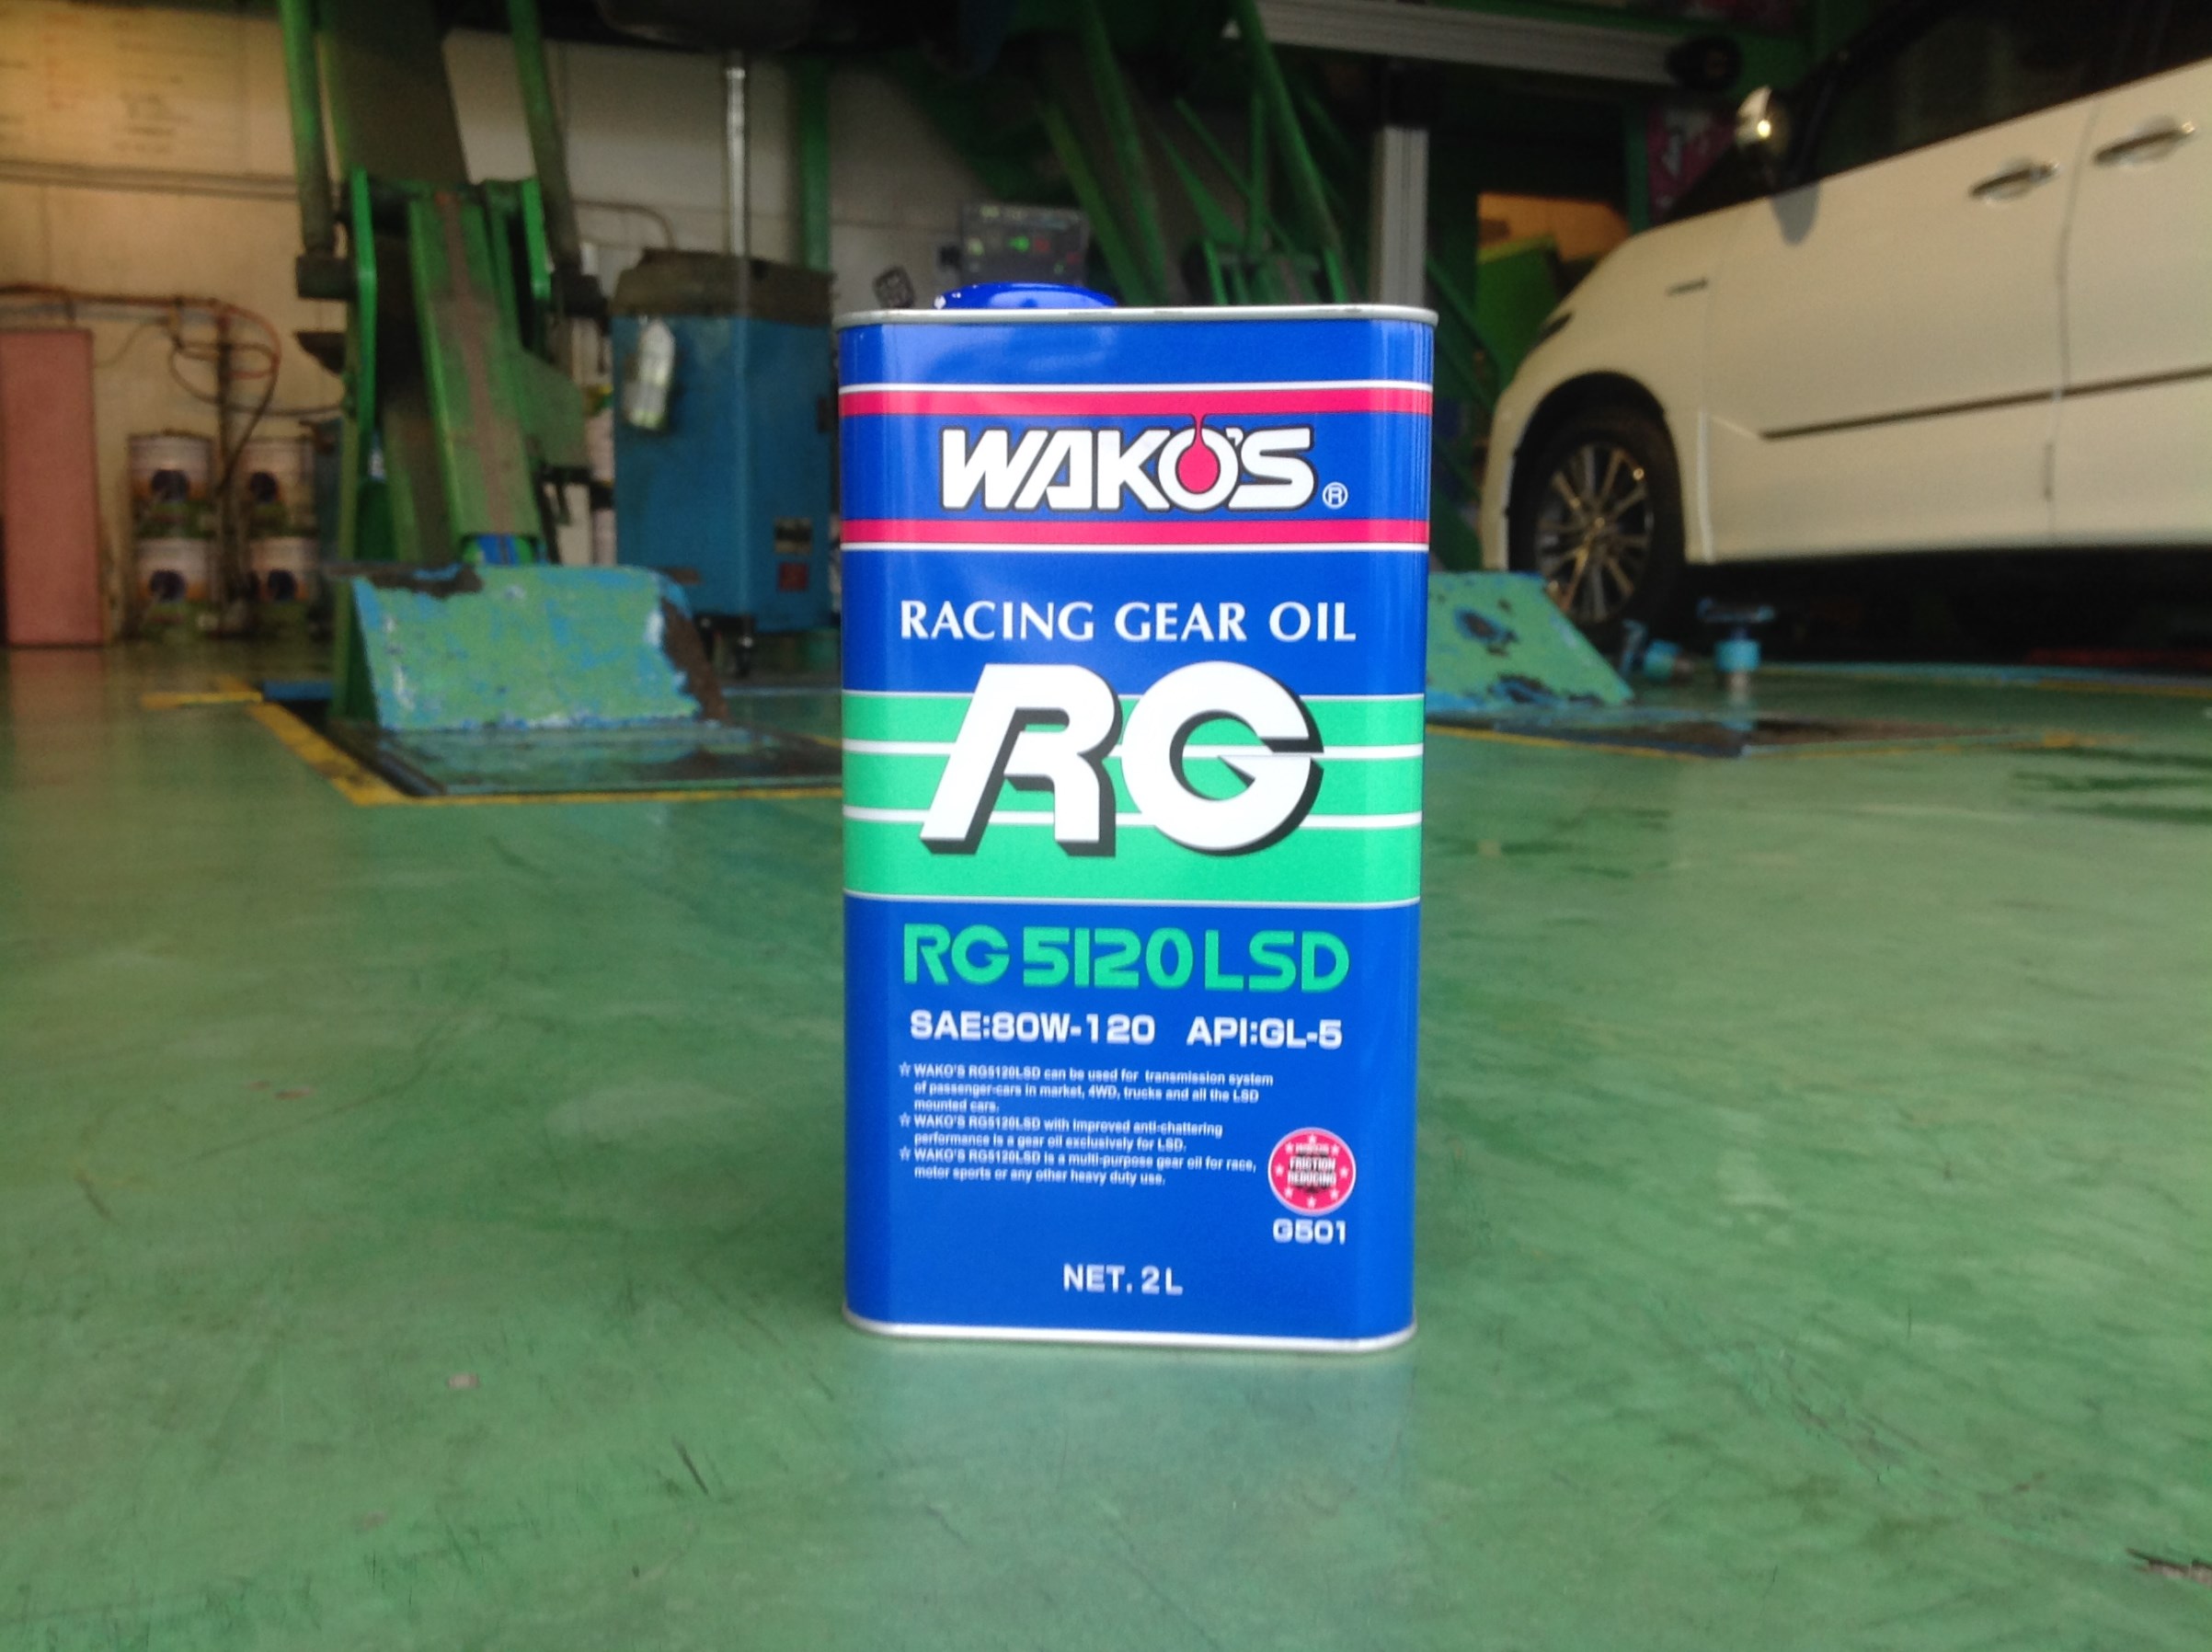 WAKO'S ®
RACING GEAR OIL
RG
RG5120LSD
SAE:80W-120 API:GL-5
☆ WAKO'S RG5120LSD can be used for transmission system
of passenger-cars in market, 4WD, trucks and all the LSD
mounted cars.
☆ WAKO'S RG5120LSD with improved anti-chattering
performance is a gear oil exclusively for LSD.
☆ WAKO'S RG5120LSD is a multi-purpose gear oil for race,
motor sports or any other heavy duty use.
FRICTION
REDUCING
G501
NET. 2L